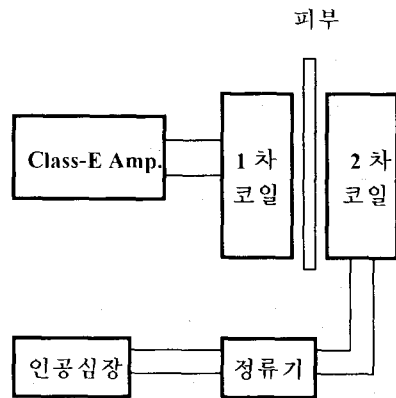 피부
Class-E Amp.
1 차
코일
2 차
코일
인공심장
정류기